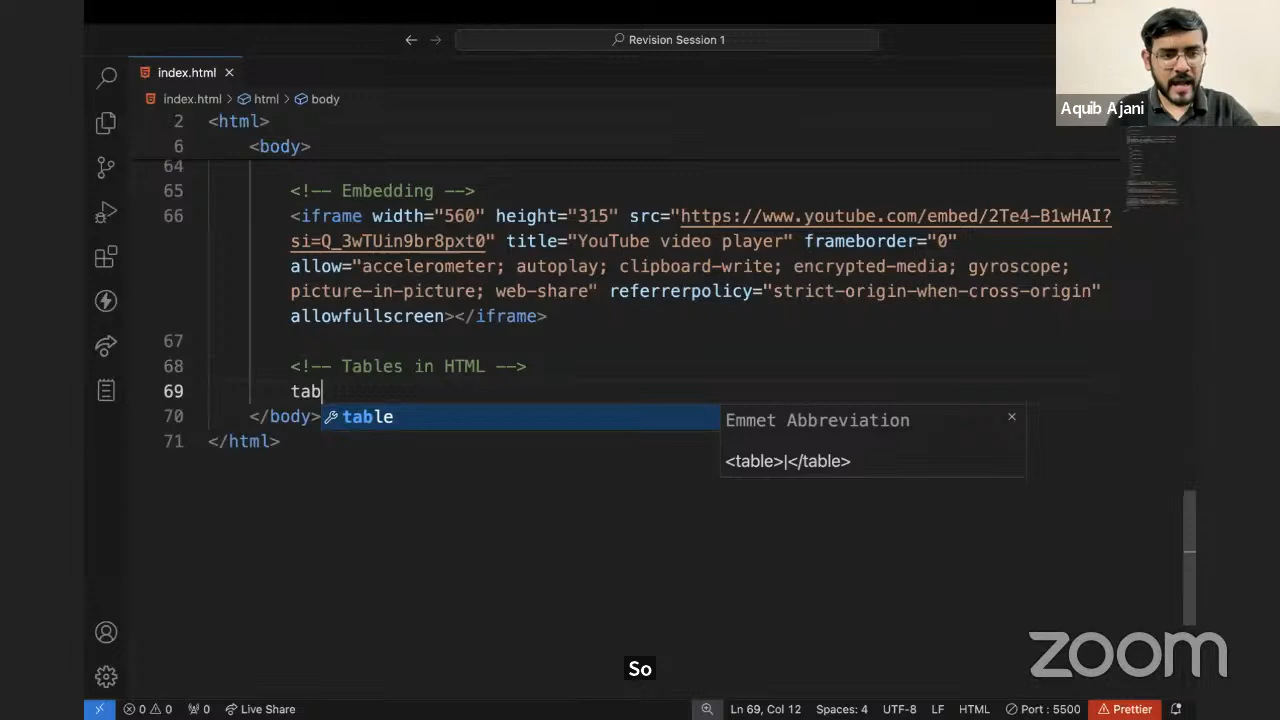 Revision Session 1
Aquib Ajani
index.html
index.html > html > body
2 <html>
6 <body>
64
65 <!-- Embedding -->
66 <iframe width="560" height="315" src="https://www.youtube.com/embed/2Te4-B1wHAI?
si=Q_3wTUin9br8pxt0" title="YouTube video player" frameborder="0"
allow="accelerometer; autoplay; clipboard-write; encrypted-media; gyroscope;
picture-in-picture; web-share" referrerpolicy="strict-origin-when-cross-origin"
allowfullscreen></iframe>
67
68 <!-- Tables in HTML -->
69 tab
70 </body>
table
Emmet Abbreviation
<table>|</table>
71 </html>
zoom
So
0 0 0 Live Share Ln 69, Col 12 Spaces: 4 UTF-8 LF HTML Port : 5500 Prettier